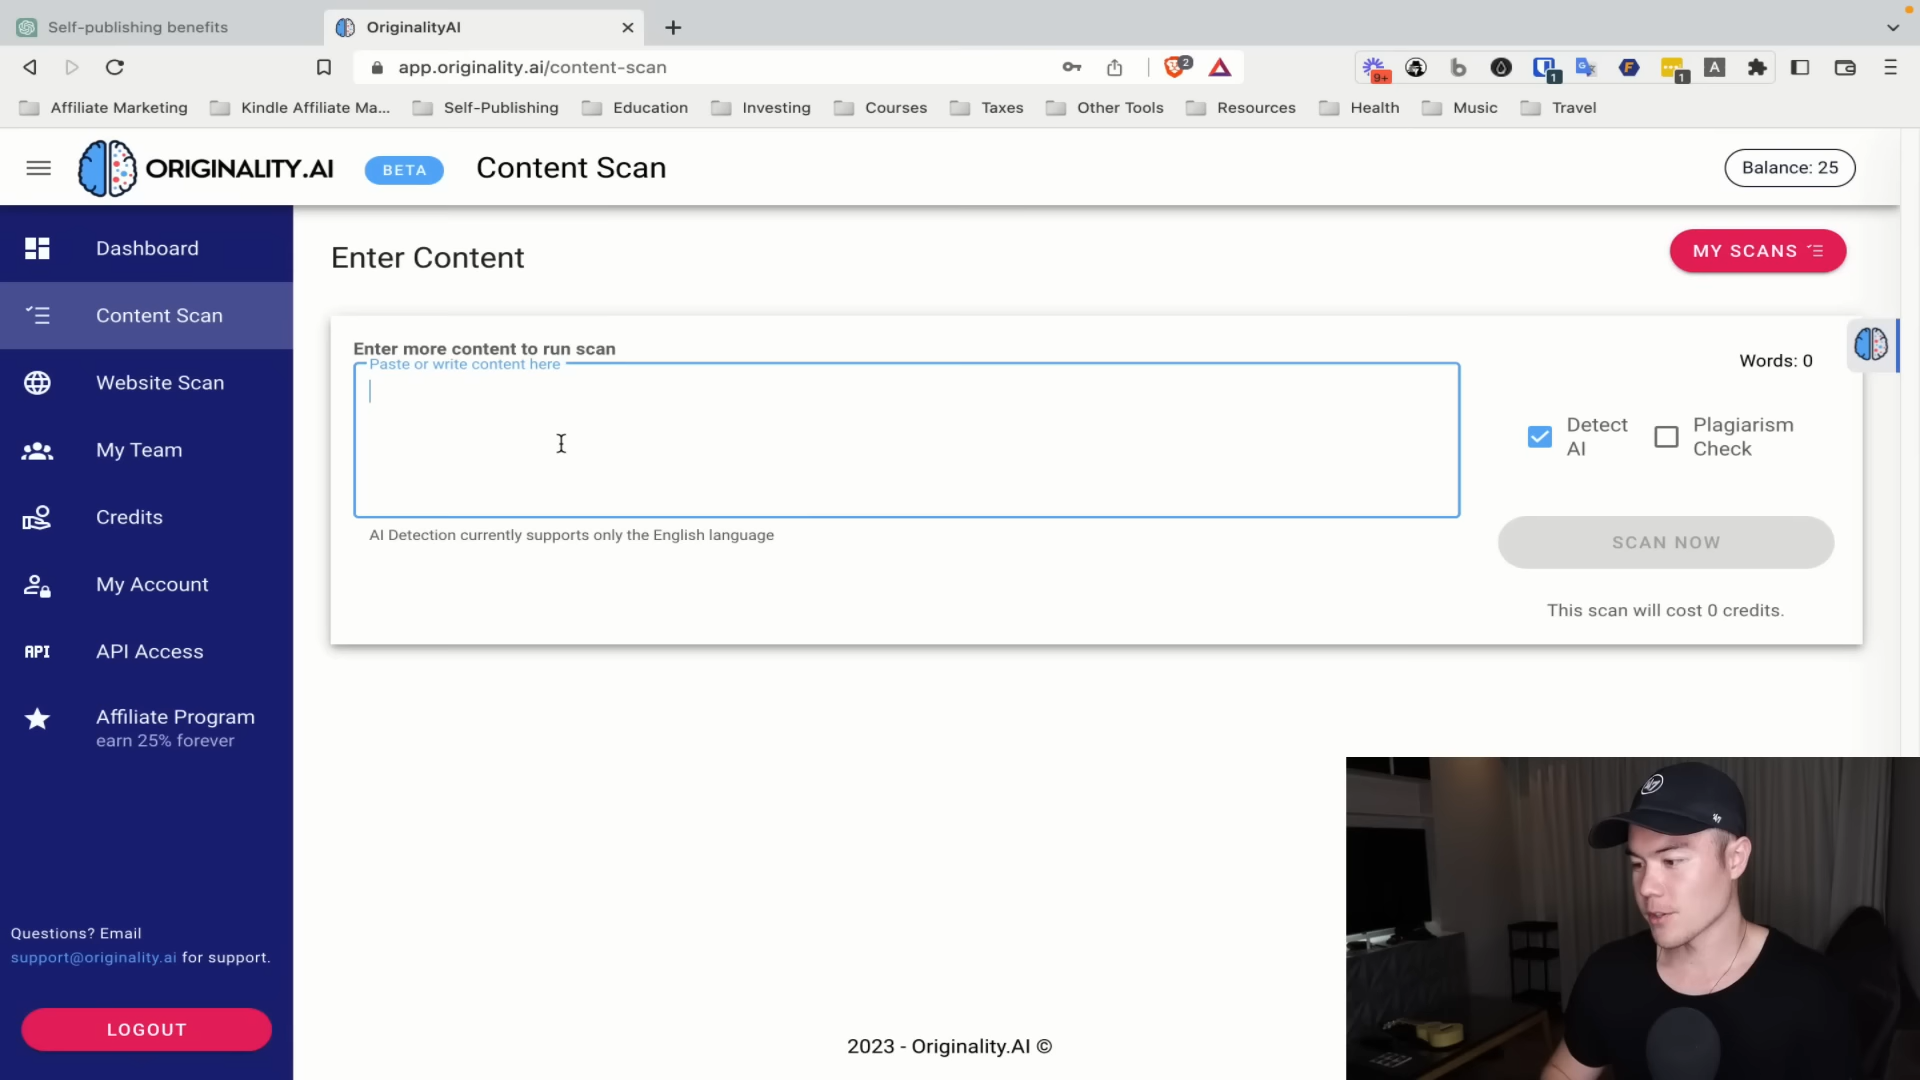 Self-publishing benefits
OriginalityAI
app.originality.ai/content-scan
2
9+
1
1
Affiliate Marketing
Kindle Affiliate Ma...
Self-Publishing
Education
Investing
Courses
Taxes
Other Tools
Resources
Health
Music
Travel
ORIGINALITY.AI
BETA
Content Scan
Balance: 25
Dashboard
Content Scan
Website Scan
My Team
Credits
My Account
API
API Access
Affiliate Program
earn 25% forever
Questions? Email
support@originality.ai for support.
LOGOUT
Enter Content
MY SCANS
Enter more content to run scan
Paste or write content here
AI Detection currently supports only the English language
Words: 0
Detect
AI
Plagiarism
Check
SCAN NOW
This scan will cost 0 credits.
2023 - Originality.AI ©